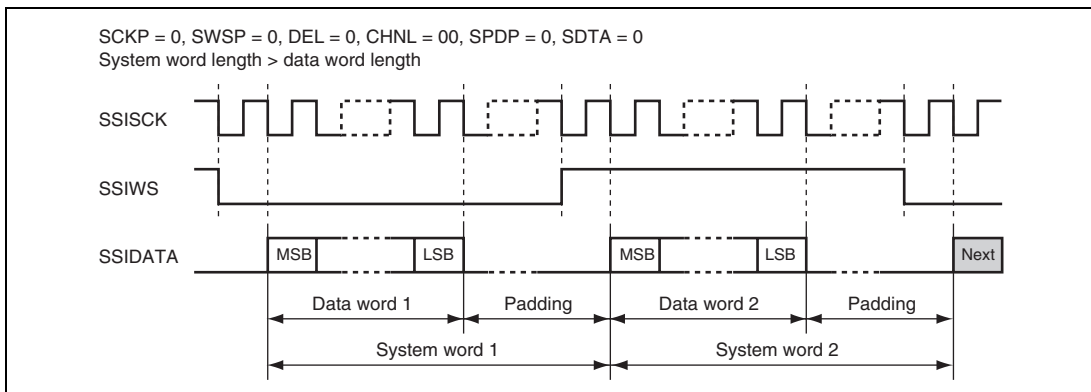 SCKP = 0, SWSP = 0, DEL = 0, CHNL = 00, SPDP = 0, SDTA = 0
System word length > data word length
SSISCK
SSIWS
SSIDATA
MSB
LSB
MSB
LSB
Next
Data word 1
Padding
Data word 2
Padding
System word 1
System word 2